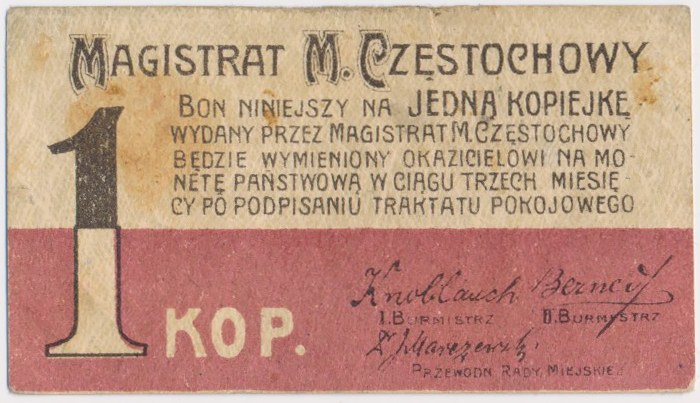 MAGISTRAT M. CZĘSTOCHOWY
BON NINIEJSZY NA JEDNĄ KOPIEJKĘ
WYDANY PRZEZ MAGISTRAT M. CZĘSTOCHOWY
BĘDZIE WYMIENIONY OKAZICIELOWI NA MO-
NETĘ PAŃSTWOWĄ W CIĄGU TRZECH MIESIĘ-
CY PO PODPISANIU TRAKTATU POKOJOWEGO
1 KOP.
Knoblauch
I. BURMISTRZ II. BURMISTRZ
PRZEWODN. RADY MIEJSKIEJ